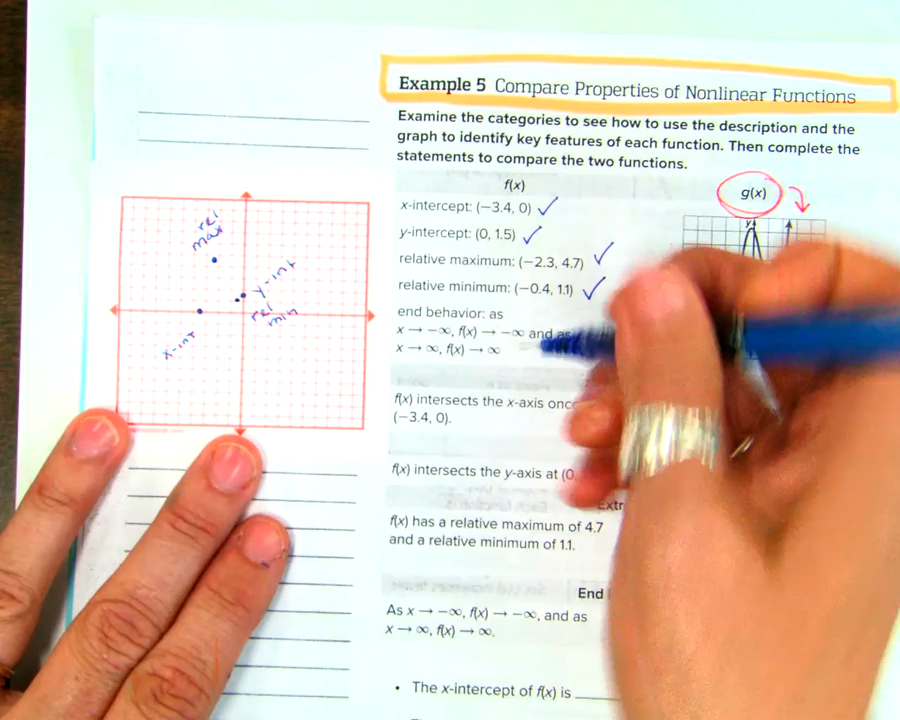 Example 5 Compare Properties of Nonlinear Functions
Examine the categories to see how to use the description and the
graph to identify key features of each function. Then complete the
statements to compare the two functions.
f(x)
g(x)
x-intercept: (−3.4, 0) ✓
y-intercept: (0, 1.5) ✓
relative maximum: (−2.3, 4.7) ✓
relative minimum: (−0.4, 1.1) ✓
end behavior: as
x → −∞, f(x) → −∞ and as
x → ∞, f(x) → ∞
y
rel
max
y-int
rel
min
x-int
f(x) intersects the x-axis once
(−3.4, 0).
f(x) intersects the y-axis at (0,
Extr
f(x) has a relative maximum of 4.7
and a relative minimum of 1.1.
End
As x → −∞, f(x) → −∞, and as
x → ∞, f(x) → ∞.
• The x-intercept of f(x) is